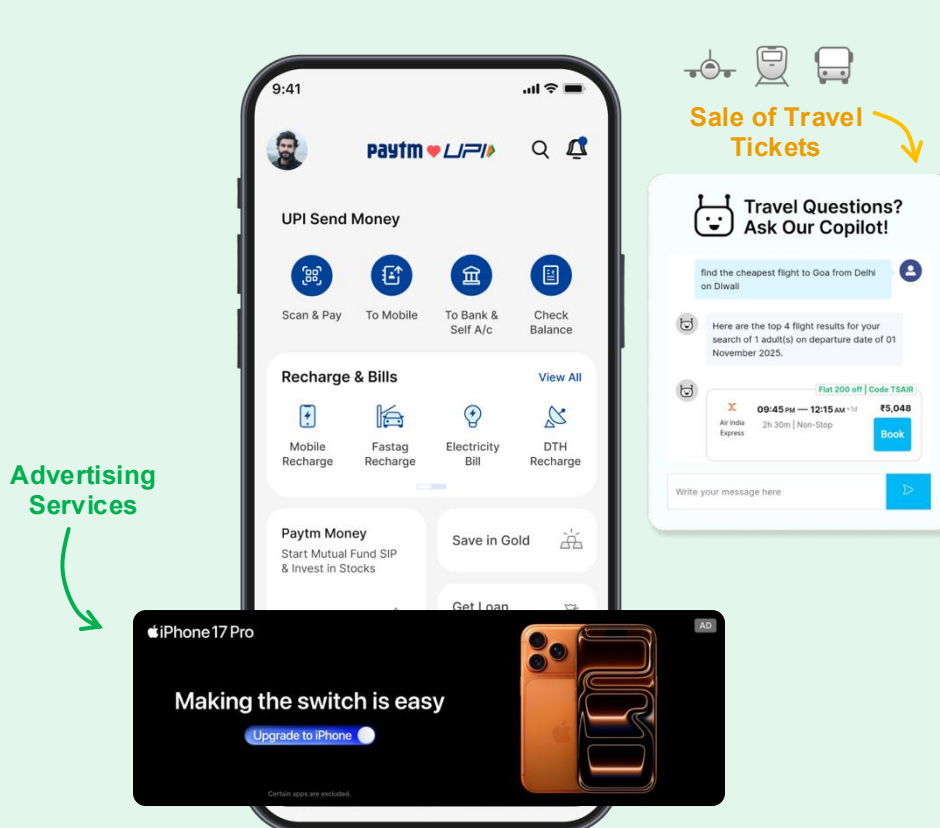 9:41
paytm UPI
UPI Send Money
Scan & Pay
To Mobile
To Bank &
Self A/c
Check
Balance
Recharge & Bills
View All
Mobile
Recharge
Fastag
Recharge
Electricity
Bill
DTH
Recharge
Paytm Money
Start Mutual Fund SIP
& Invest in Stocks
Save in Gold
Get Loan
Advertising
Services
iPhone 17 Pro
AD
Making the switch is easy
Upgrade to iPhone
Certain apps are excluded.
Sale of Travel
Tickets
Travel Questions?
Ask Our Copilot!
find the cheapest flight to Goa from Delhi
on Diwali
Here are the top 4 flight results for your
search of 1 adult(s) on departure date of 01
November 2025.
Flat 200 off | Code TSAIR
Air India
Express
09:45 PM — 12:15 AM +1d
2h 30m | Non-Stop
₹5,048
Book
Write your message here